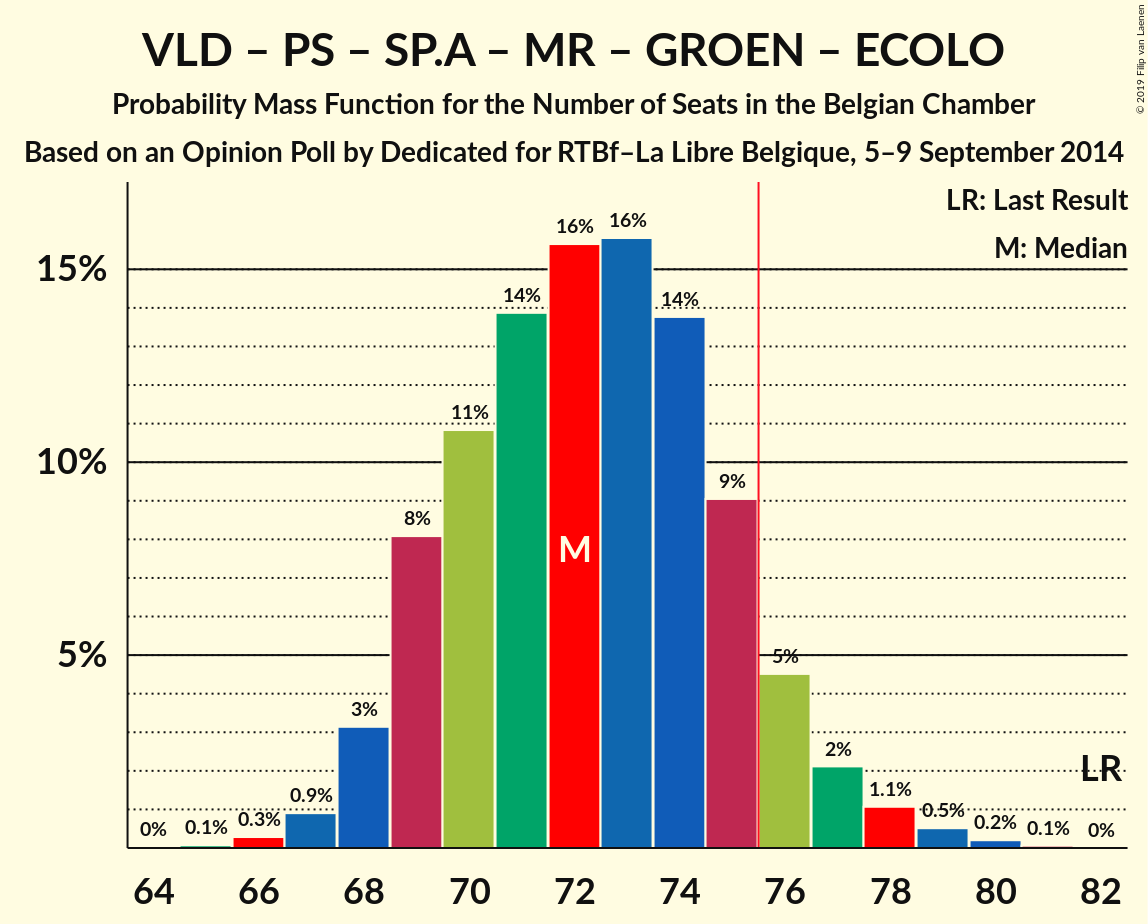 VLD – PS – SP.A – MR – GROEN – ECOLO
Probability Mass Function for the Number of Seats in the Belgian Chamber
Based on an Opinion Poll by Dedicated for RTBf–La Libre Belgique, 5–9 September 2014
© 2019 Filip van Laenen
LR: Last Result
M: Median
15%
10%
5%
0%
0.1%
0.3%
0.9%
3%
8%
11%
14%
16%
16%
14%
9%
5%
2%
1.1%
0.5%
0.2%
0.1%
0%
M
LR
64 66 68 70 72 74 76 78 80 82